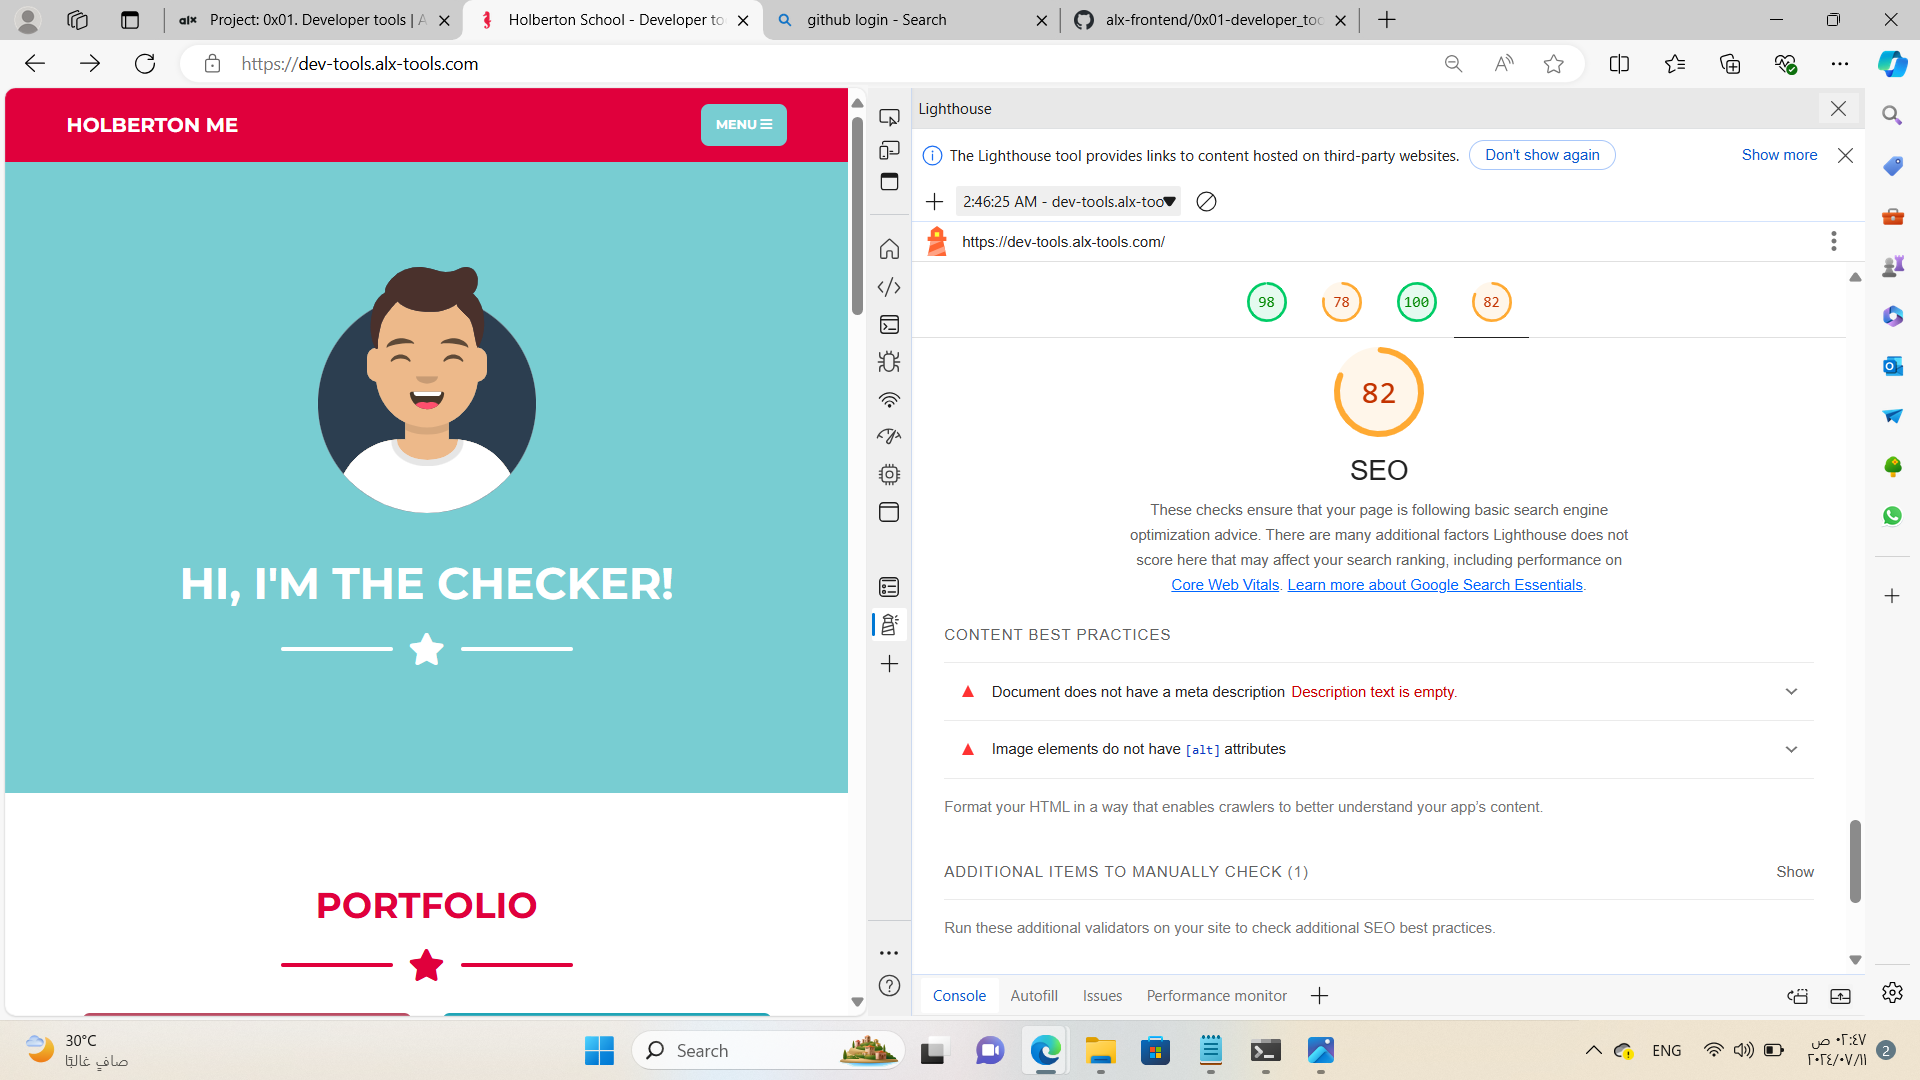 alx Project: 0x01. Developer tools | A
Holberton School - Developer to
github login - Search
alx-frontend/0x01-developer_too
https://dev-tools.alx-tools.com
HOLBERTON ME
MENU
HI, I'M THE CHECKER!
PORTFOLIO
Lighthouse
The Lighthouse tool provides links to content hosted on third-party websites.
Don't show again
Show more
2:46:25 AM - dev-tools.alx-too
https://dev-tools.alx-tools.com/
98
78
100
82
82
SEO
These checks ensure that your page is following basic search engine
optimization advice. There are many additional factors Lighthouse does not
score here that may affect your search ranking, including performance on
Core Web Vitals. Learn more about Google Search Essentials.
CONTENT BEST PRACTICES
Document does not have a meta description Description text is empty.
Image elements do not have [alt] attributes
Format your HTML in a way that enables crawlers to better understand your app's content.
ADDITIONAL ITEMS TO MANUALLY CHECK (1)
Show
Run these additional validators on your site to check additional SEO best practices.
Console
Autofill
Issues
Performance monitor
30°C
صافٍ غالبًا
Search
ENG
٠٢:٤٧ ص
٢٠٢٤/٠٧/١١
2